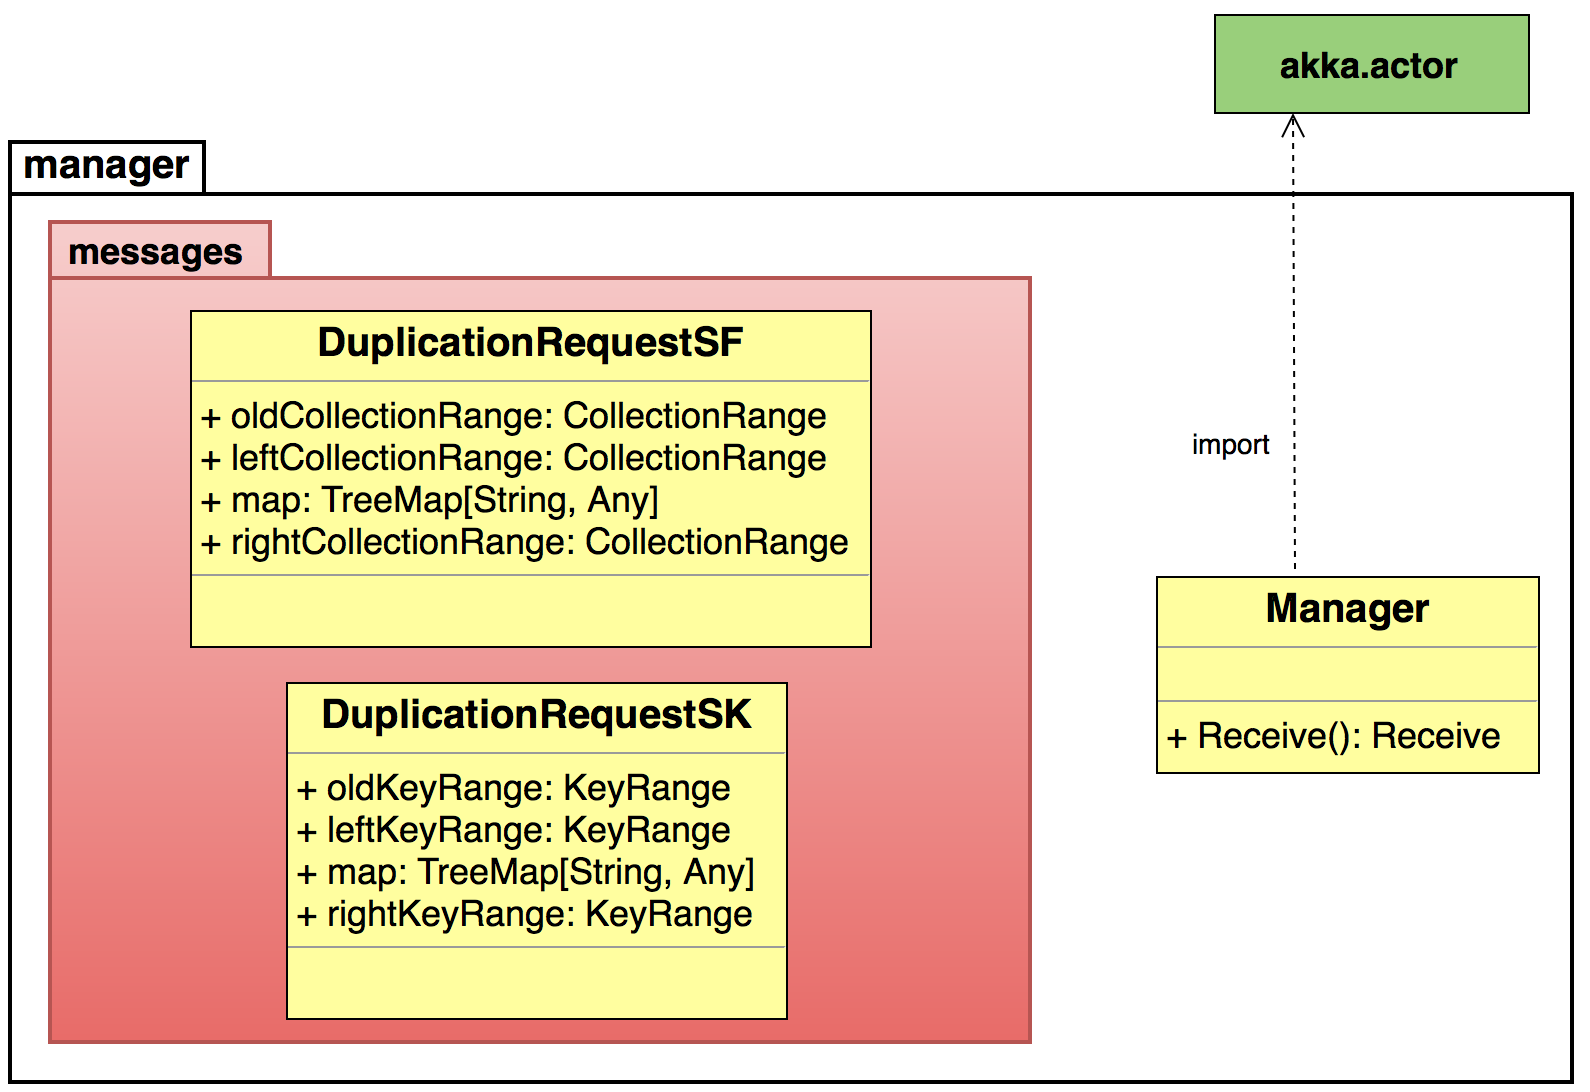 akka.actor
manager
messages
DuplicationRequestSF
+ oldCollectionRange: CollectionRange
+ leftCollectionRange: CollectionRange
+ map: TreeMap[String, Any]
+ rightCollectionRange: CollectionRange
DuplicationRequestSK
+ oldKeyRange: KeyRange
+ leftKeyRange: KeyRange
+ map: TreeMap[String, Any]
+ rightKeyRange: KeyRange
import
Manager
+ Receive(): Receive